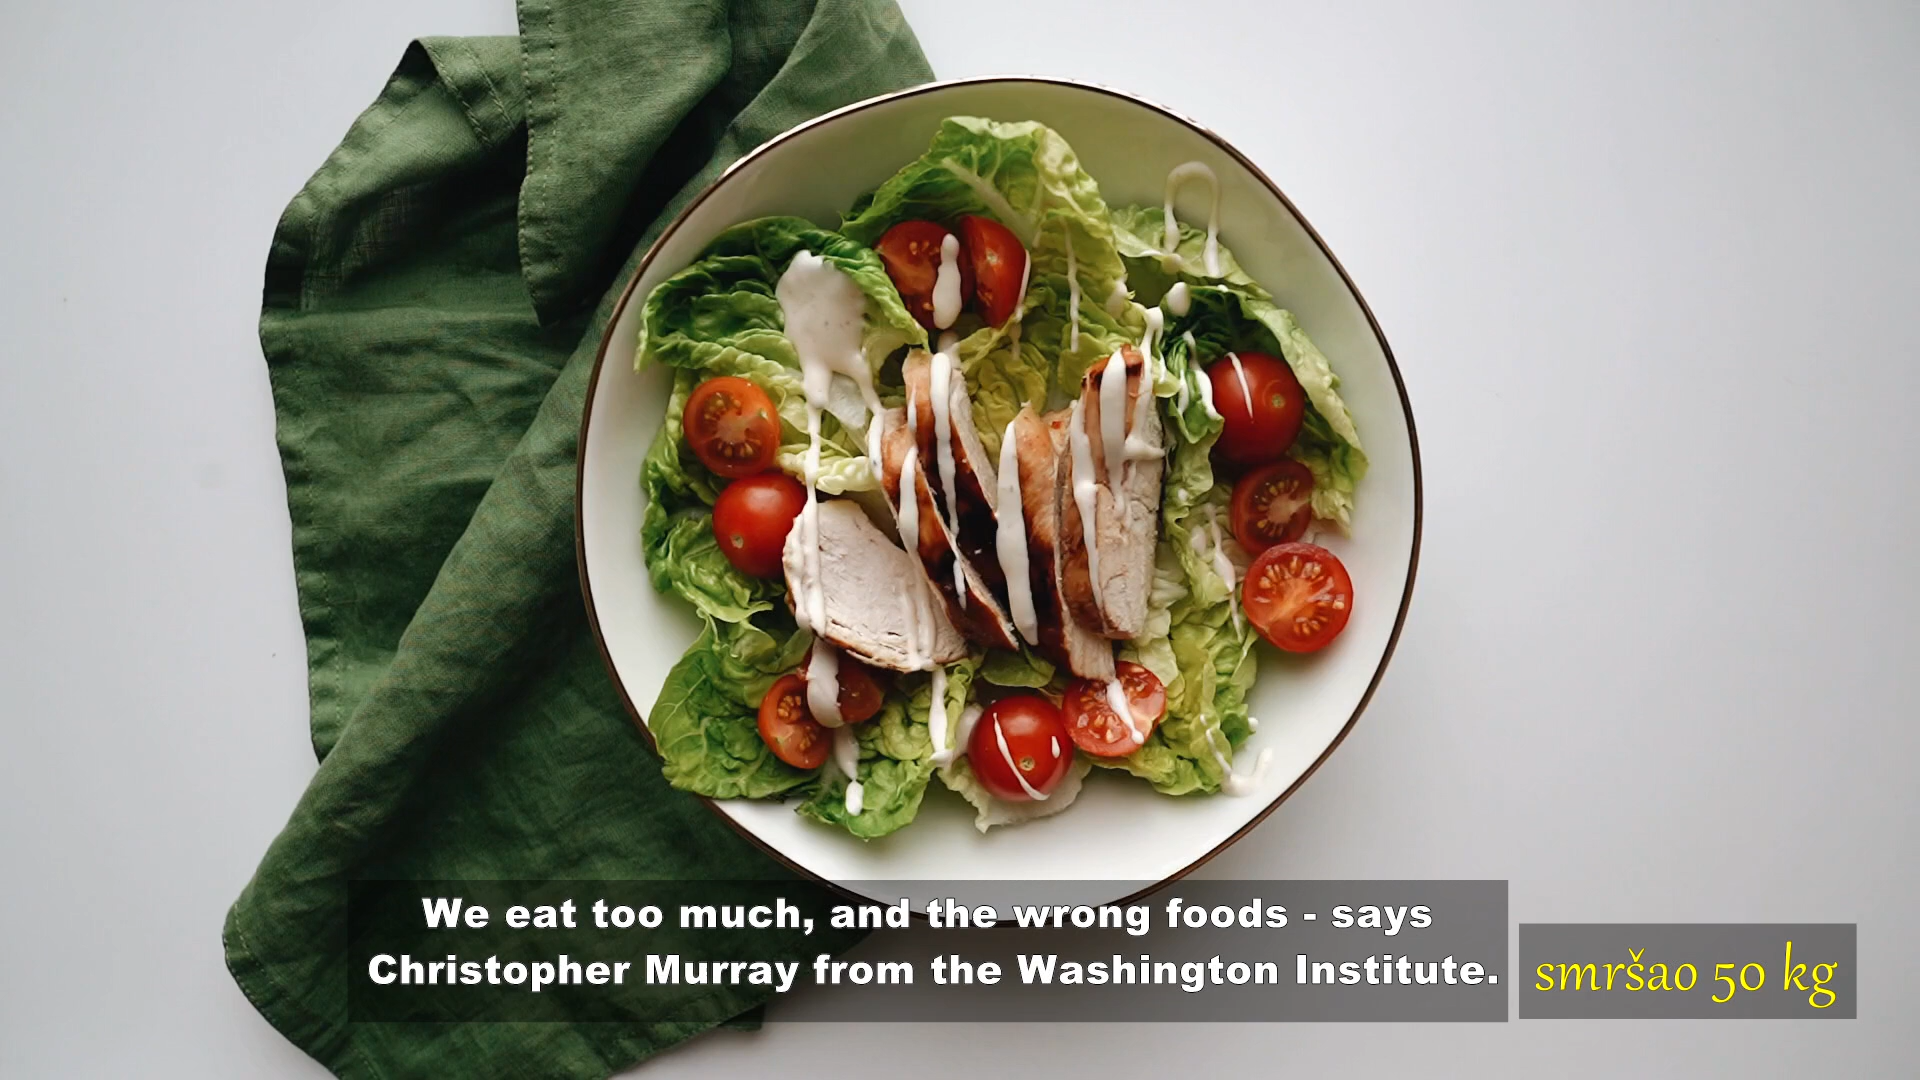 We eat too much, and the wrong foods - says
Christopher Murray from the Washington Institute.
smršao 50 kg